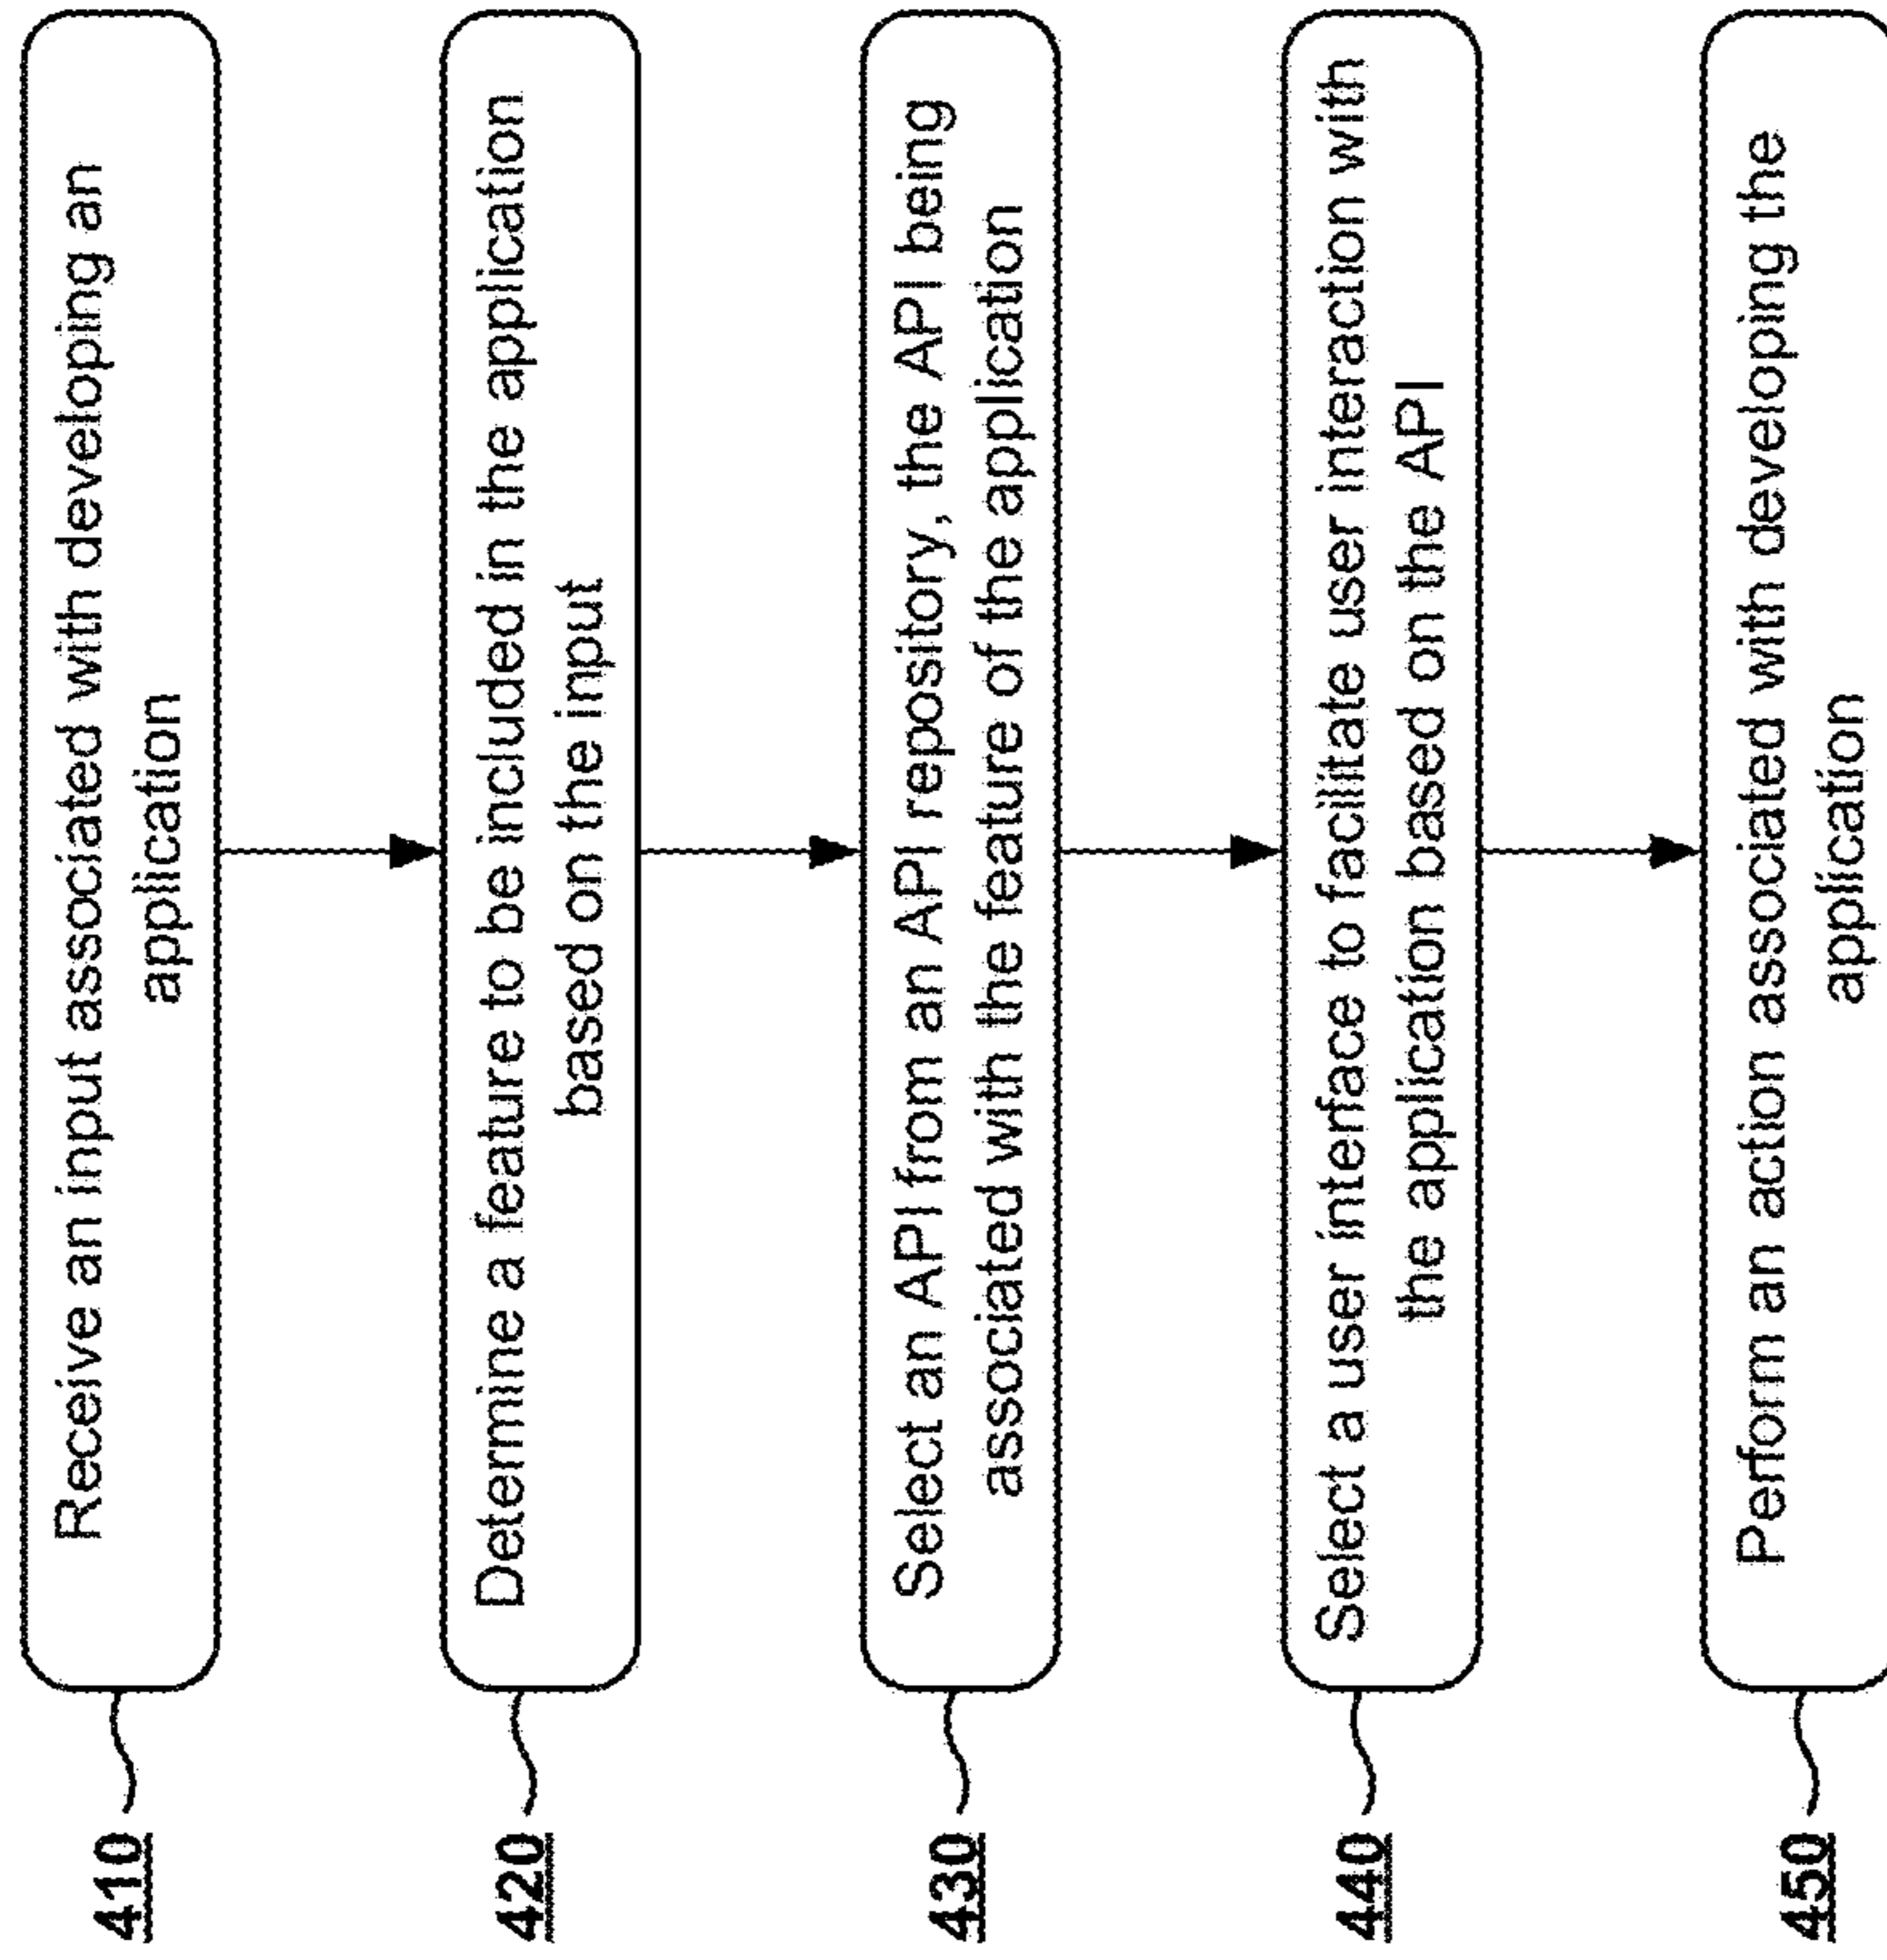 410
Receive an input associated with developing an
application
420
Determine a feature to be included in the application
based on the input
430
Select an API from an API repository, the API being
associated with the feature of the application
440
Select a user interface to facilitate user interaction with
the application based on the API
450
Perform an action associated with developing the
application